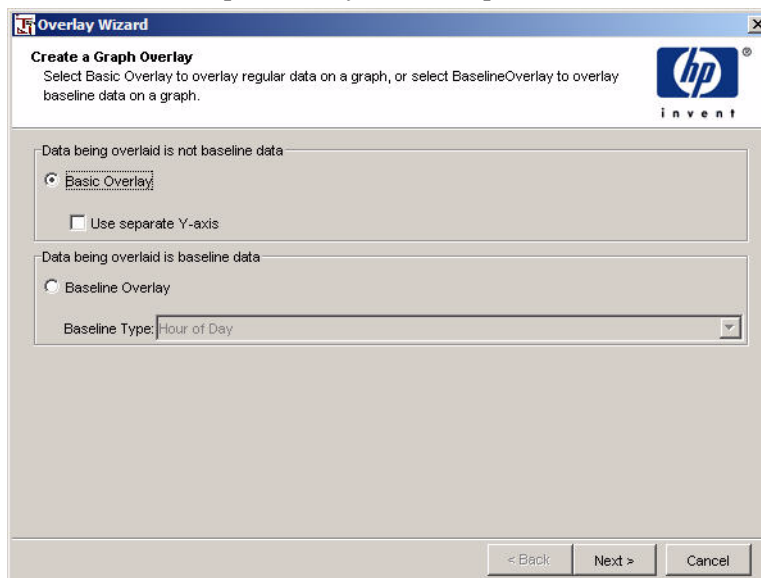 Overlay Wizard
Create a Graph Overlay
Select Basic Overlay to overlay regular data on a graph, or select BaselineOverlay to overlay
baseline data on a graph.
hp
®
invent
Data being overlaid is not baseline data
Basic Overlay
Use separate Y-axis
Data being overlaid is baseline data
Baseline Overlay
Baseline Type: Hour of Day
< Back Next > Cancel